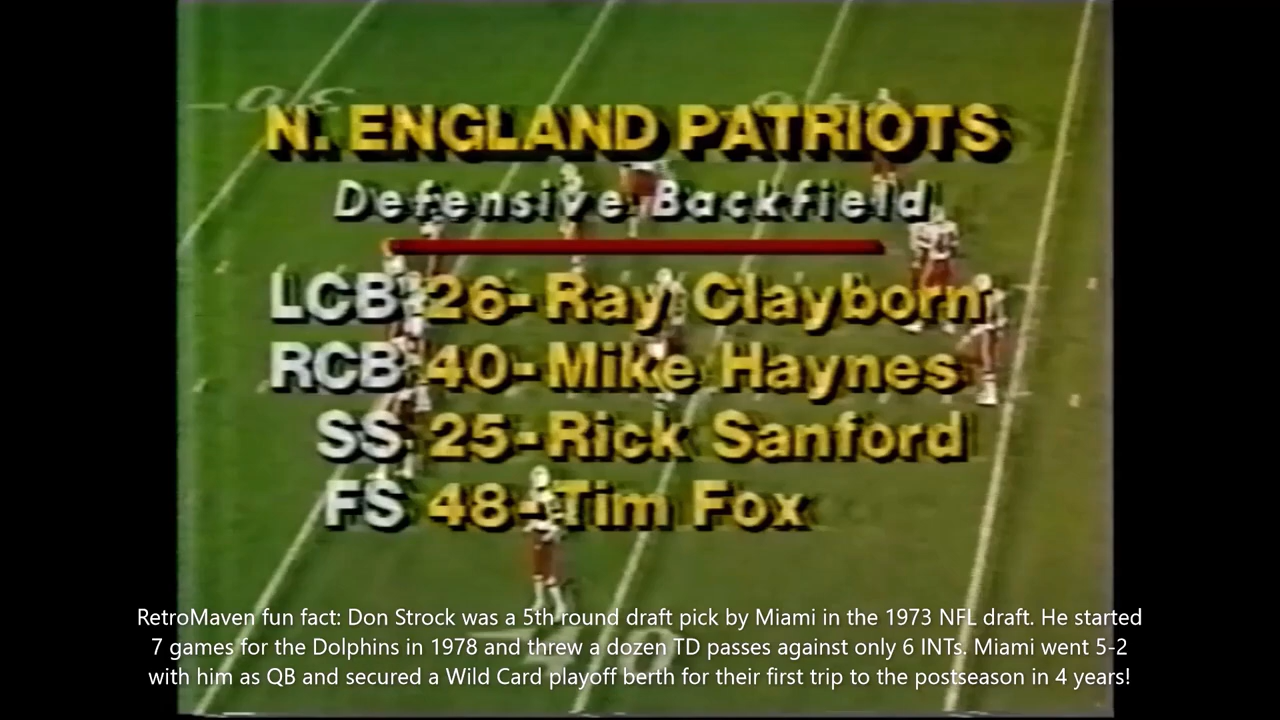 N. ENGLAND PATRIOTS
Defensive Backfield
LCB 26-Ray Clayborn
RCB 40-Mike Haynes
SS 25-Rick Sanford
FS 48-Tim Fox
RetroMaven fun fact: Don Strock was a 5th round draft pick by Miami in the 1973 NFL draft. He started
7 games for the Dolphins in 1978 and threw a dozen TD passes against only 6 INTs. Miami went 5-2
with him as QB and secured a Wild Card playoff berth for their first trip to the postseason in 4 years!